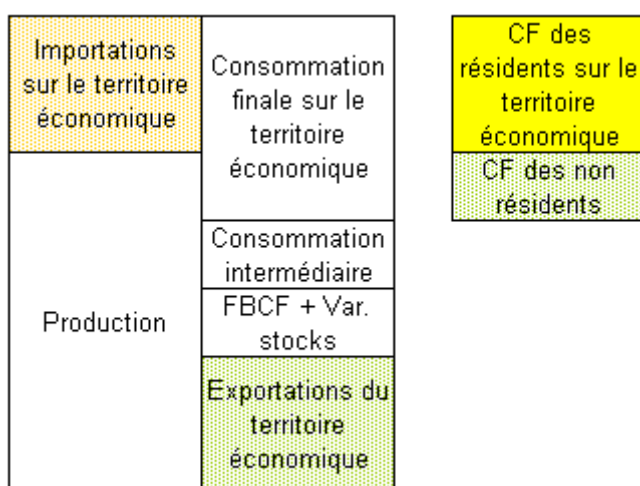 Importations
sur le territoire
économique
Production
Consommation
finale sur le
territoire
économique
Consommation
intermédiaire
FBCF + Var.
stocks
Exportations du
territoire
économique
CF des
résidents sur le
territoire
économique
CF des non
résidents